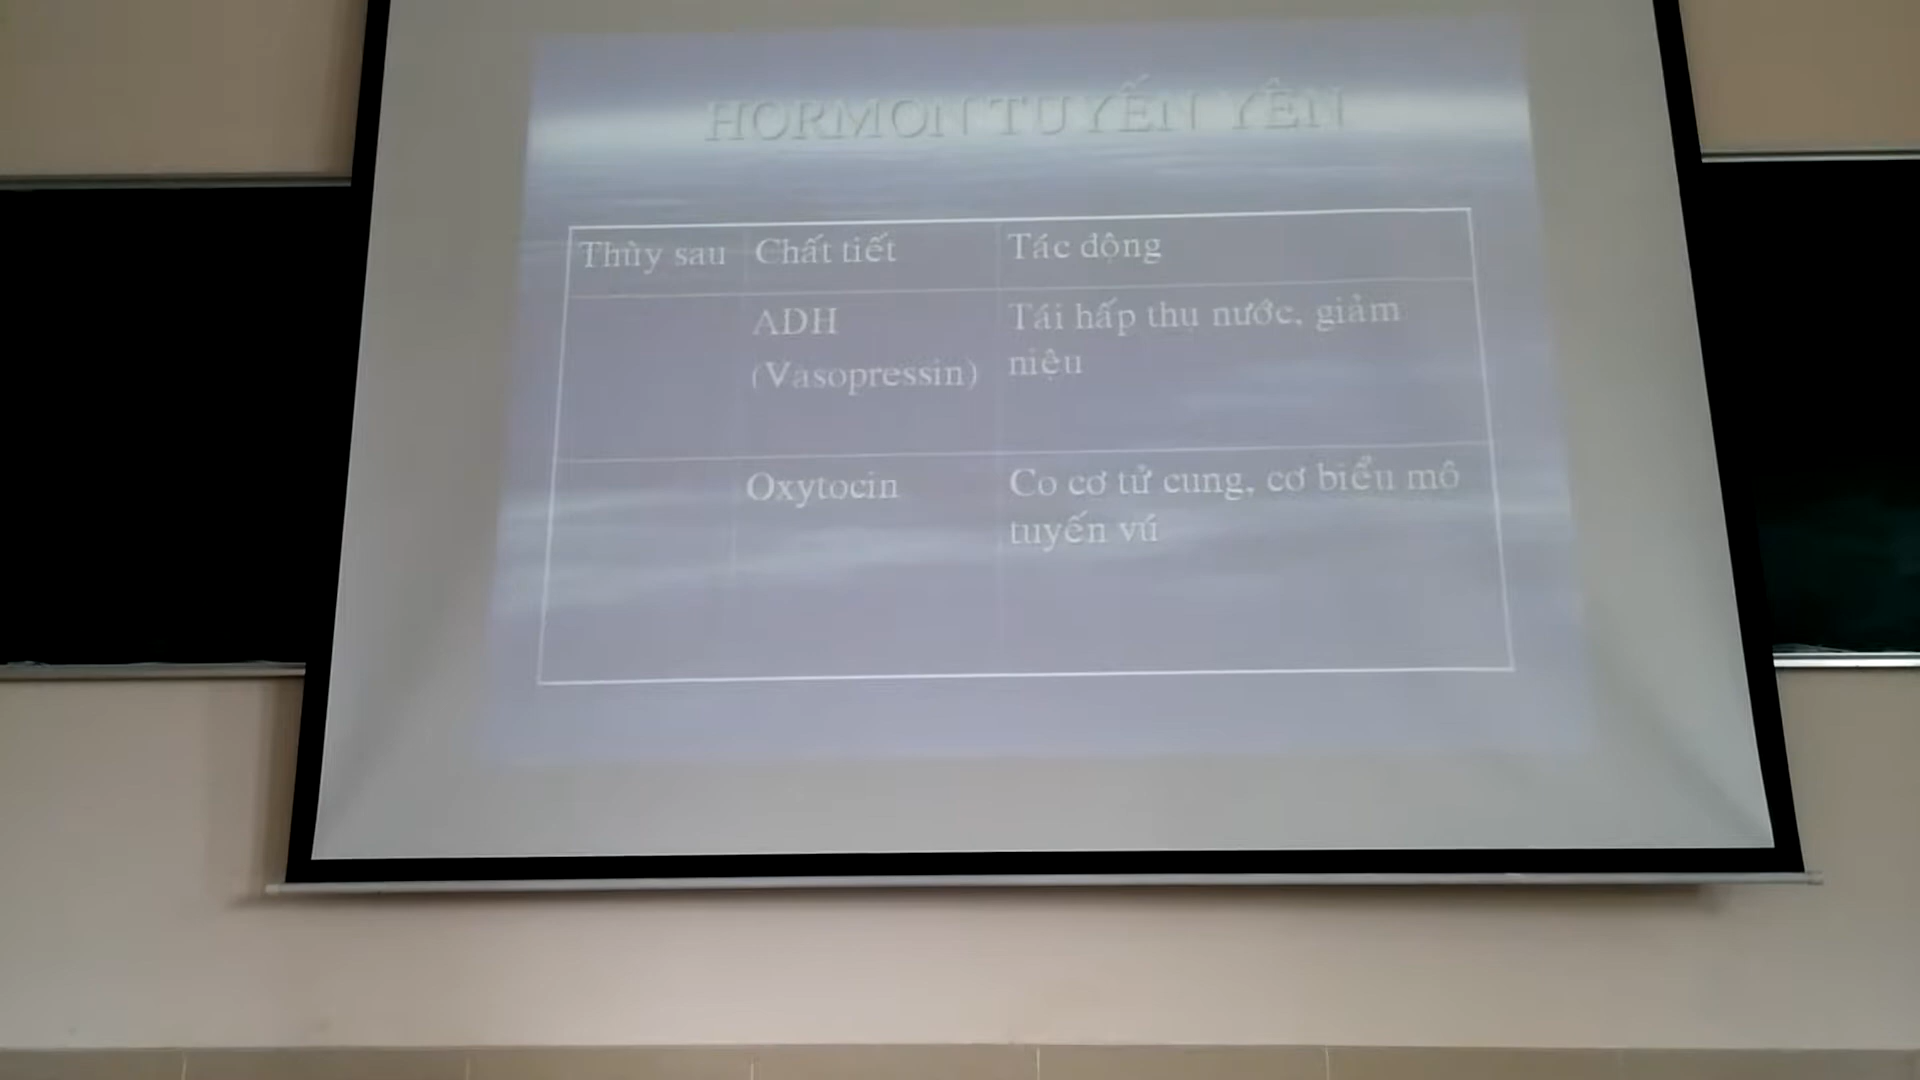 HORMON TUYẾN YÊN
Thùy sau Chất tiết Tác động
ADH
(Vasopressin)
Tái hấp thụ nước, giảm
niệu
Oxytocin
Co cơ tử cung, cơ biểu mô
tuyến vú